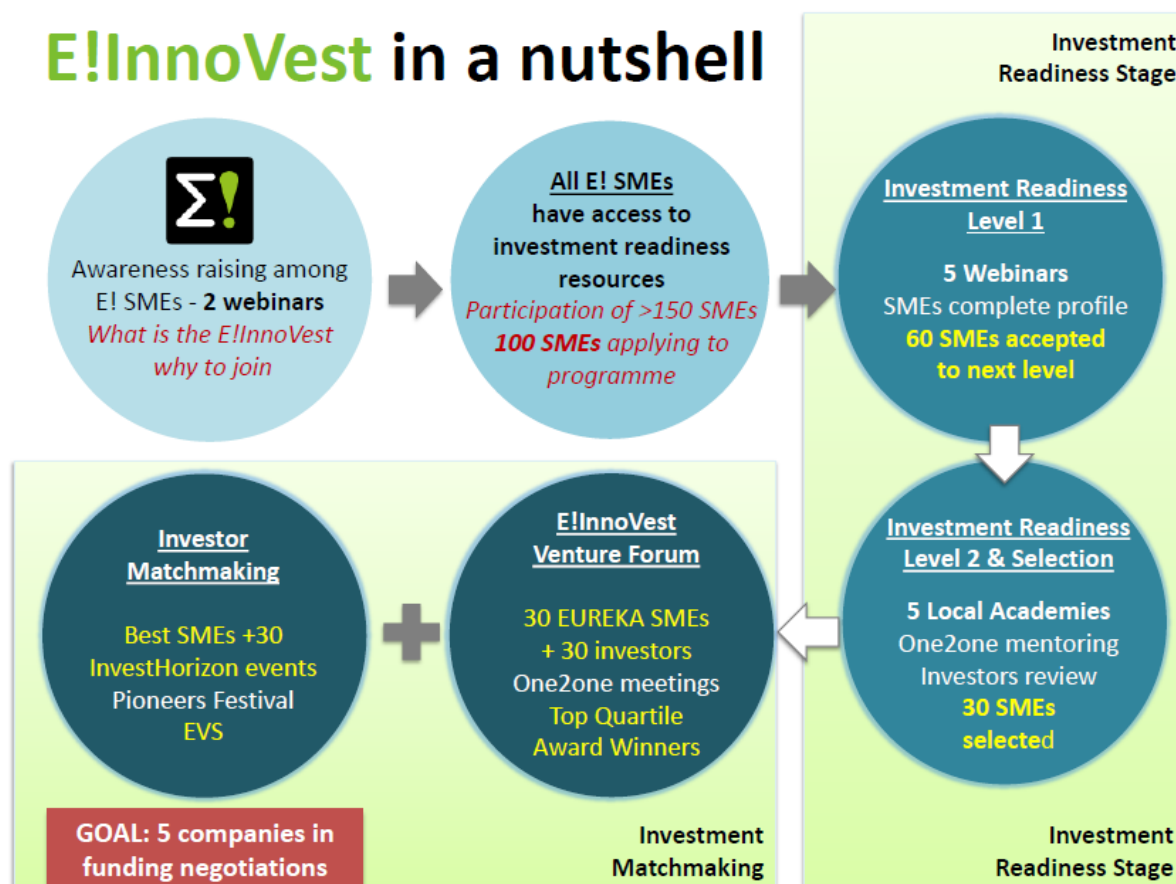 E!InnoVest in a nutshell
Investment
Readiness Stage
Σ!
Awareness raising among
E! SMEs - 2 webinars
What is the E!InnoVest
why to join
All E! SMEs
have access to
investment readiness
resources
Participation of >150 SMEs
100 SMEs applying to
programme
Investment Readiness
Level 1
5 Webinars
SMEs complete profile
60 SMEs accepted
to next level
Investment Readiness
Level 2 & Selection
5 Local Academies
One2one mentoring
Investors review
30 SMEs
selected
Investment
Readiness Stage
E!InnoVest
Venture Forum
30 EUREKA SMEs
+ 30 investors
One2one meetings
Top Quartile
Award Winners
Investor
Matchmaking
Best SMEs +30
InvestHorizon events
Pioneers Festival
EVS
GOAL: 5 companies in
funding negotiations
Investment
Matchmaking